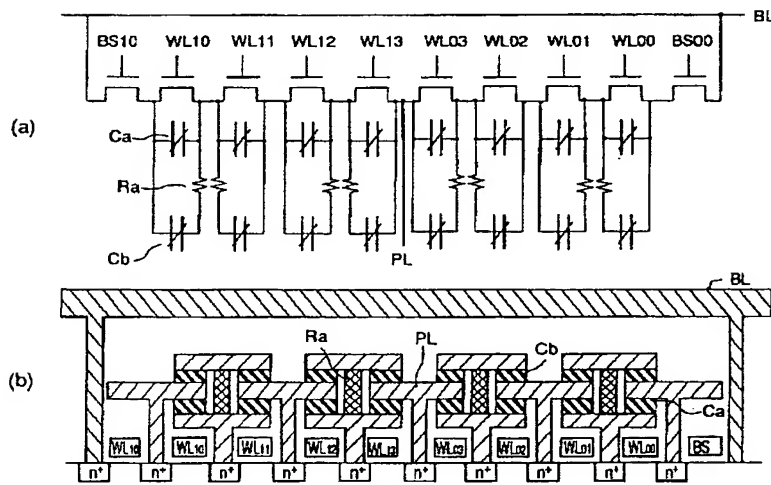 BL
BS10 WL10 WL11 WL12 WL13 WL03 WL02 WL01 WL00 BS00
(a)
Ca
Ra
Cb
PL
BL
Ra PL Cb
(b)
Ca
WL10 WL10 WL11 WL12 WL13 WL03 WL02 WL01 WL00 BS
n+ n+ n+ n+ n+ n+ n+ n+ n+ n+ n+